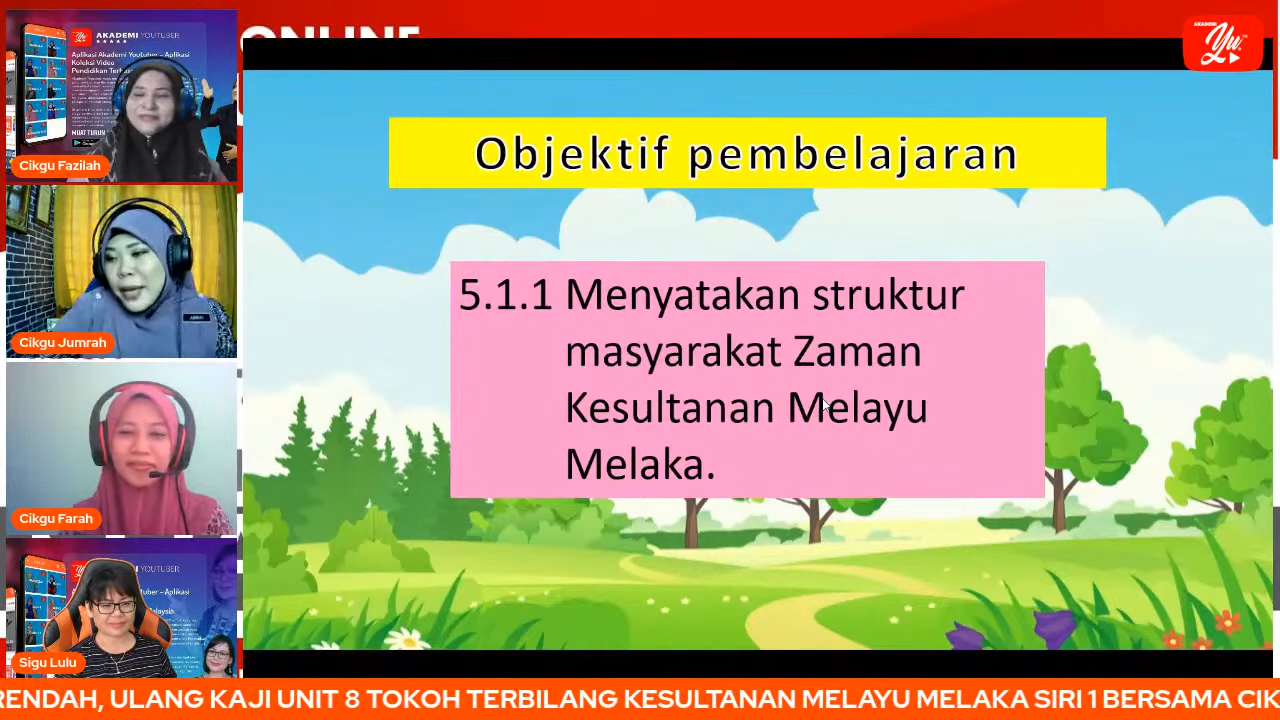 ONLINE
AKADEMI
Yu.
AKADEMI YOUTUBER
Aplikasi Akademi Youtuber – Aplikasi
Koleksi Video
MUAT TURUN
Cikgu Fazilah
Cikgu Jumrah
Cikgu Farah
Sigu Lulu
Objektif pembelajaran
5.1.1 Menyatakan struktur
masyarakat Zaman
Kesultanan Melayu
Melaka.
RENDAH, ULANG KAJI UNIT 8 TOKOH TERBILANG KESULTANAN MELAYU MELAKA SIRI 1 BERSAMA CIK